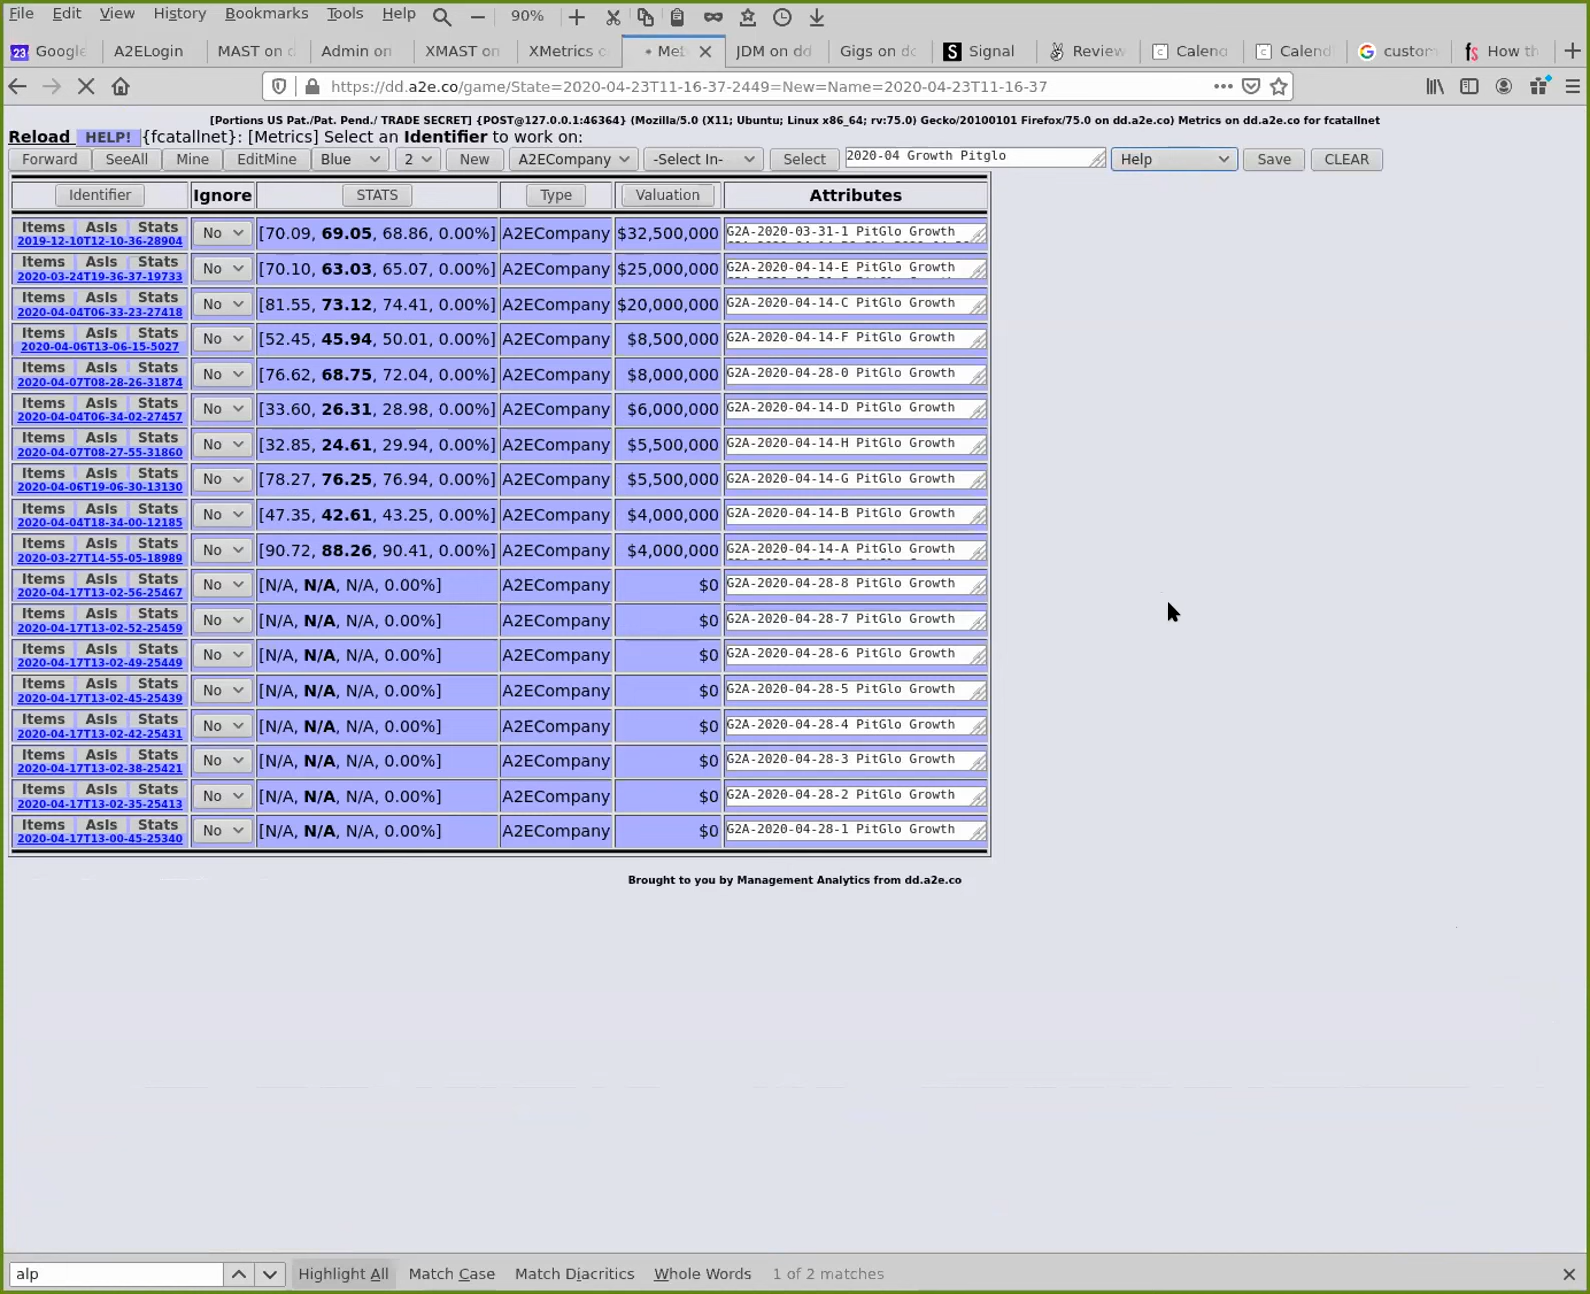 File Edit View History Bookmarks Tools Help 90%
Google A2ELogin MAST on d Admin on XMAST on XMetrics c Met JDM on dd Gigs on dc Signal Review Calend Calend custom How th
https://dd.a2e.co/game/State=2020-04-23T11-16-37-2449=New=Name=2020-04-23T11-16-37
[Portions US Pat./Pat. Pend./ TRADE SECRET] {POST@127.0.0.1:46364} (Mozilla/5.0 (X11; Ubuntu; Linux x86_64; rv:75.0) Gecko/20100101 Firefox/75.0 on dd.a2e.co) Metrics on dd.a2e.co for fcatallnet
Reload HELP! {fcatallnet}: [Metrics] Select an Identifier to work on:
Forward SeeAll Mine EditMine Blue 2 New A2ECompany -Select In- Select 2020-04 Growth Pitglo Help Save CLEAR
Identifier Ignore STATS Type Valuation Attributes
Items AsIs Stats
2019-12-10T12-10-36-28904 No [70.09, 69.05, 68.86, 0.00%] A2ECompany $32,500,000 G2A-2020-03-31-1 PitGlo Growth
Items AsIs Stats
2020-03-24T19-36-37-19733 No [70.10, 63.03, 65.07, 0.00%] A2ECompany $25,000,000 G2A-2020-04-14-E PitGlo Growth
Items AsIs Stats
2020-04-04T06-33-23-27418 No [81.55, 73.12, 74.41, 0.00%] A2ECompany $20,000,000 G2A-2020-04-14-C PitGlo Growth
Items AsIs Stats
2020-04-06T13-06-15-5027 No [52.45, 45.94, 50.01, 0.00%] A2ECompany $8,500,000 G2A-2020-04-14-F PitGlo Growth
Items AsIs Stats
2020-04-07T08-28-26-31874 No [76.62, 68.75, 72.04, 0.00%] A2ECompany $8,000,000 G2A-2020-04-28-0 PitGlo Growth
Items AsIs Stats
2020-04-04T06-34-02-27457 No [33.60, 26.31, 28.98, 0.00%] A2ECompany $6,000,000 G2A-2020-04-14-D PitGlo Growth
Items AsIs Stats
2020-04-07T08-27-55-31860 No [32.85, 24.61, 29.94, 0.00%] A2ECompany $5,500,000 G2A-2020-04-14-H PitGlo Growth
Items AsIs Stats
2020-04-06T19-06-30-13130 No [78.27, 76.25, 76.94, 0.00%] A2ECompany $5,500,000 G2A-2020-04-14-G PitGlo Growth
Items AsIs Stats
2020-04-04T18-34-00-12185 No [47.35, 42.61, 43.25, 0.00%] A2ECompany $4,000,000 G2A-2020-04-14-B PitGlo Growth
Items AsIs Stats
2020-03-27T14-55-05-18989 No [90.72, 88.26, 90.41, 0.00%] A2ECompany $4,000,000 G2A-2020-04-14-A PitGlo Growth
Items AsIs Stats
2020-04-17T13-02-56-25467 No [N/A, N/A, N/A, 0.00%] A2ECompany $0 G2A-2020-04-28-8 PitGlo Growth
Items AsIs Stats
2020-04-17T13-02-52-25459 No [N/A, N/A, N/A, 0.00%] A2ECompany $0 G2A-2020-04-28-7 PitGlo Growth
Items AsIs Stats
2020-04-17T13-02-49-25449 No [N/A, N/A, N/A, 0.00%] A2ECompany $0 G2A-2020-04-28-6 PitGlo Growth
Items AsIs Stats
2020-04-17T13-02-45-25439 No [N/A, N/A, N/A, 0.00%] A2ECompany $0 G2A-2020-04-28-5 PitGlo Growth
Items AsIs Stats
2020-04-17T13-02-42-25431 No [N/A, N/A, N/A, 0.00%] A2ECompany $0 G2A-2020-04-28-4 PitGlo Growth
Items AsIs Stats
2020-04-17T13-02-38-25421 No [N/A, N/A, N/A, 0.00%] A2ECompany $0 G2A-2020-04-28-3 PitGlo Growth
Items AsIs Stats
2020-04-17T13-02-35-25413 No [N/A, N/A, N/A, 0.00%] A2ECompany $0 G2A-2020-04-28-2 PitGlo Growth
Items AsIs Stats
2020-04-17T13-00-45-25340 No [N/A, N/A, N/A, 0.00%] A2ECompany $0 G2A-2020-04-28-1 PitGlo Growth
Brought to you by Management Analytics from dd.a2e.co
alp Highlight All Match Case Match Diacritics Whole Words 1 of 2 matches